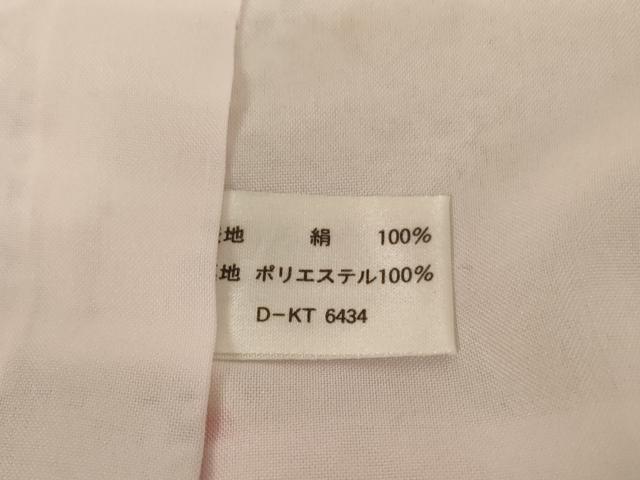 地 絹 100%
地 ポリエステル100%
D-KT 6434